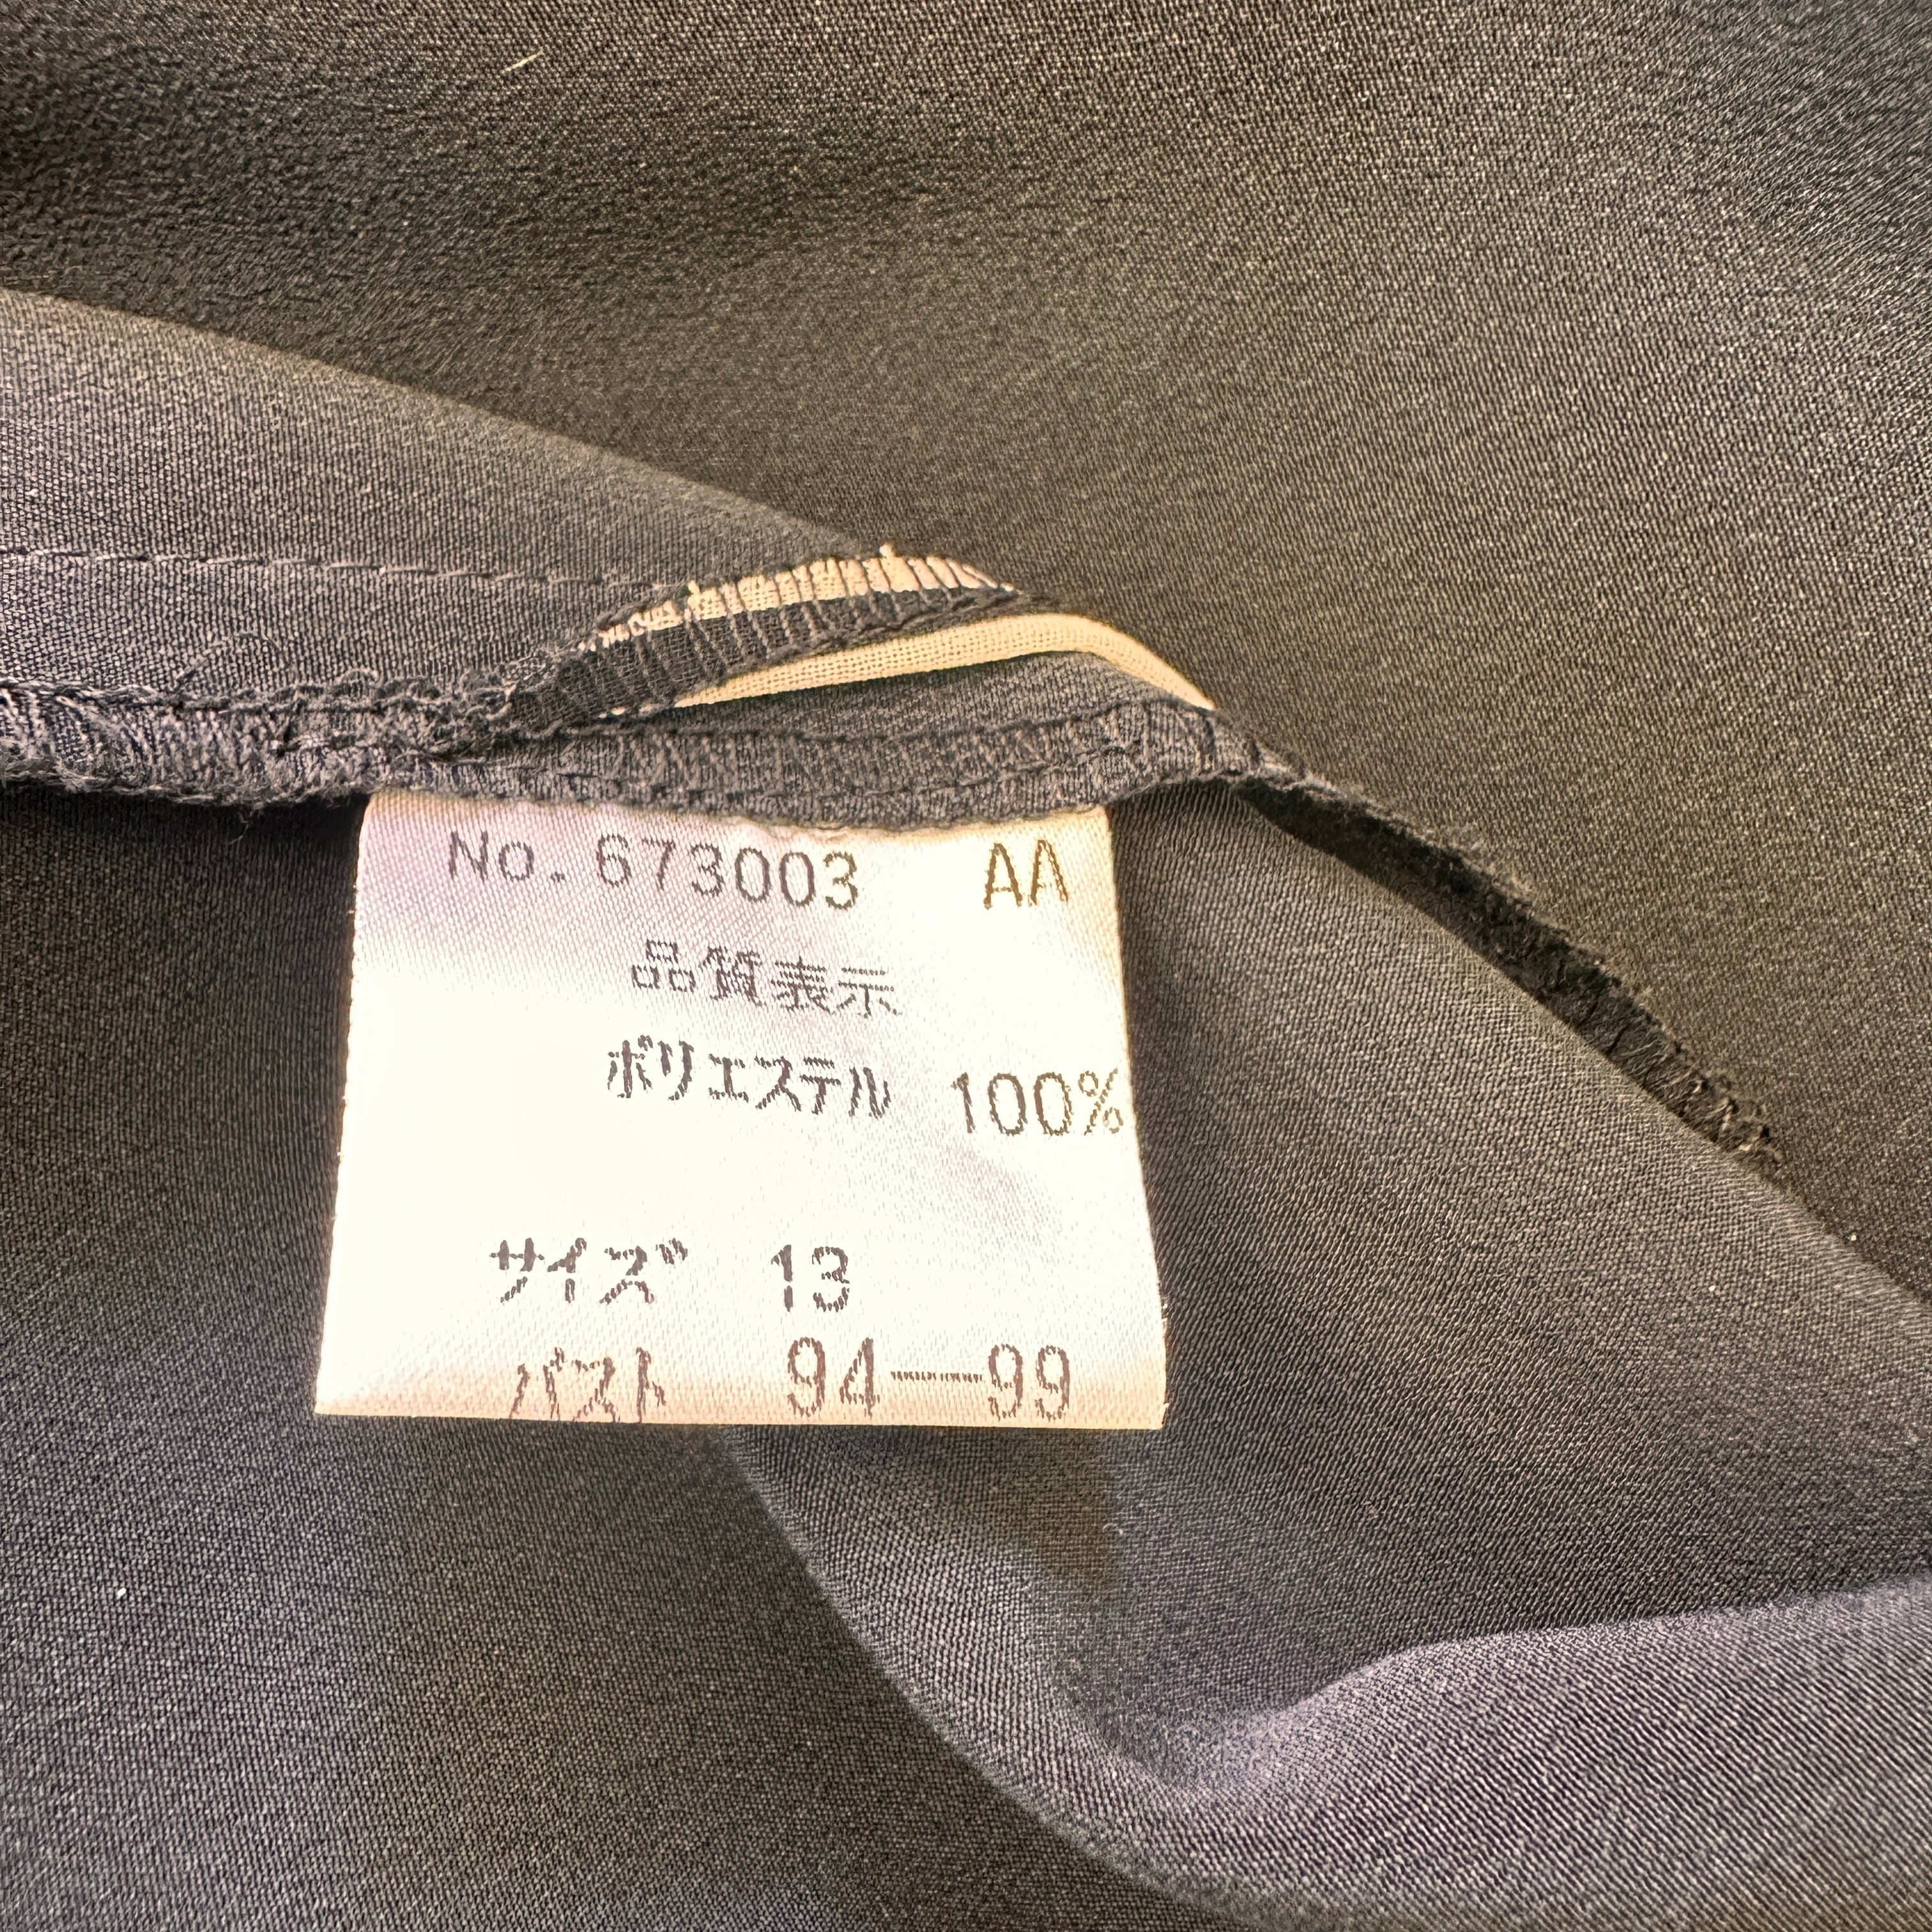 No.673003 AA
品質表示
ポリエステル 100%
サイズ 13
バスト 94—99